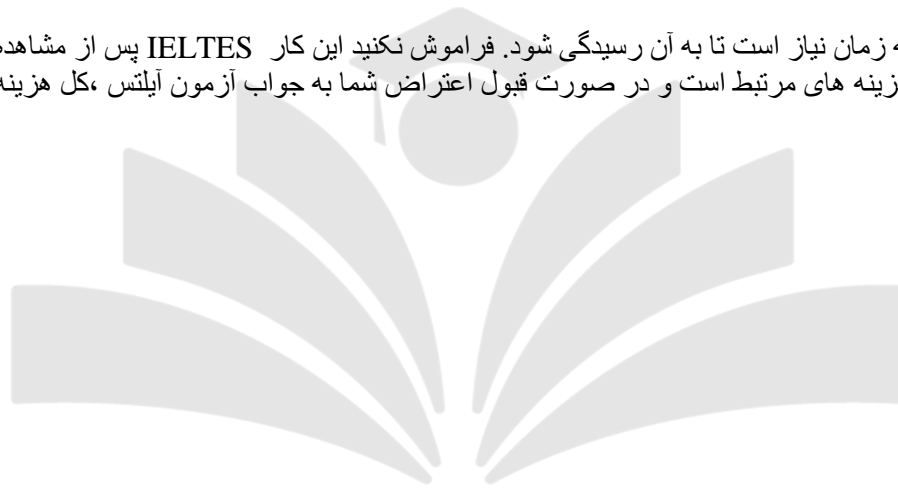 ه زمان نیاز است تا به آن رسیدگی شود. فراموش نکنید این کار IELTES پس از مشاهده
زینه های مرتبط است و در صورت قبول اعتراض شما به جواب آزمون آیلتس ،کل هزینه